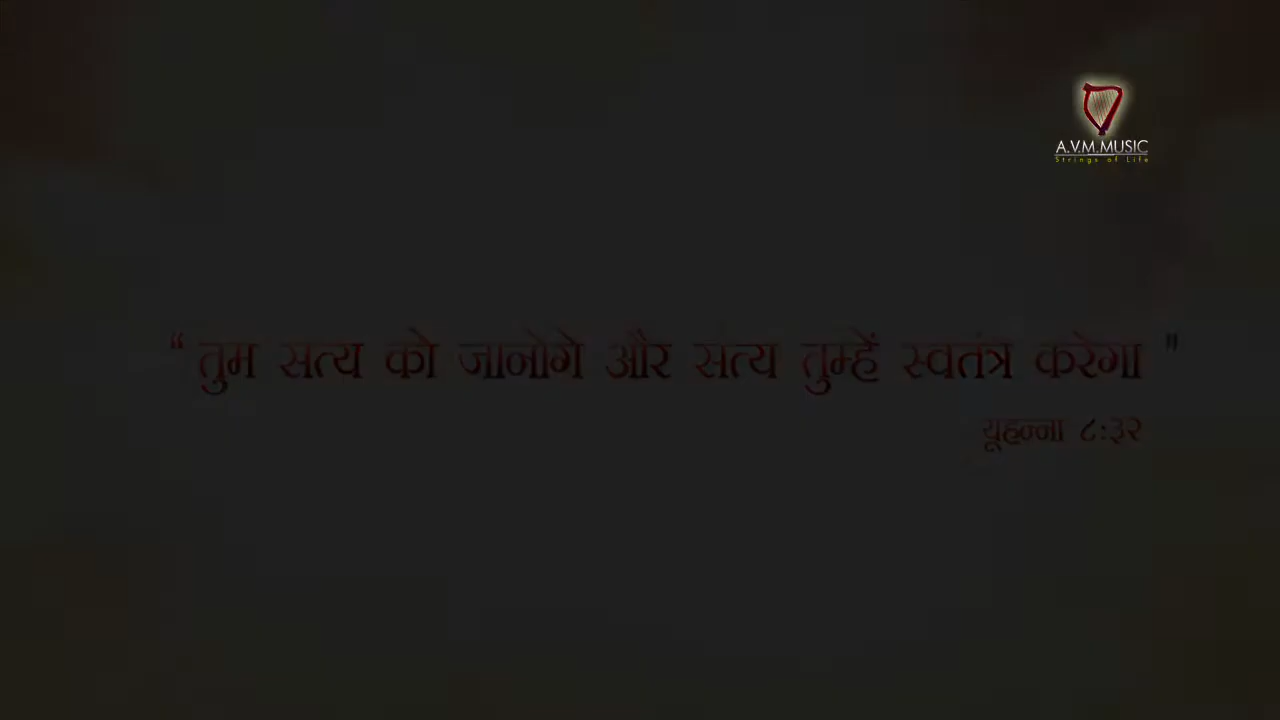 A.V.M.MUSIC
Strings of Life
“ तुम सत्य को जानोगे और सत्य तुम्हें स्वतंत्र करेगा "
यूहन्ना ८:३२